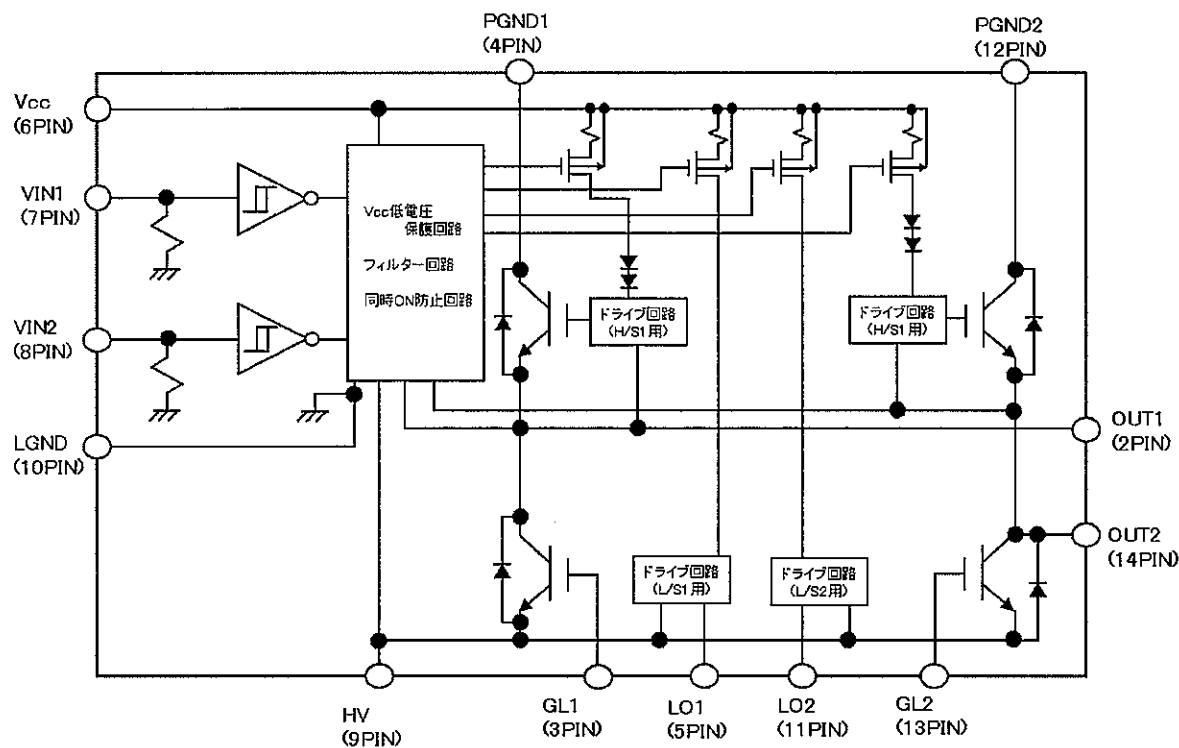 PGND1
(4PIN)
PGND2
(12PIN)
Vcc
(6PIN)
VIN1
(7PIN)
Vcc低電圧
保護回路
フィルター回路
同時ON防止回路
VIN2
(8PIN)
ドライブ回路
(H/S1用)
ドライブ回路
(H/S1用)
LGND
(10PIN)
OUT1
(2PIN)
OUT2
(14PIN)
ドライブ回路
(L/S1用)
ドライブ回路
(L/S2用)
HV
(9PIN)
GL1
(3PIN)
LO1
(5PIN)
LO2
(11PIN)
GL2
(13PIN)